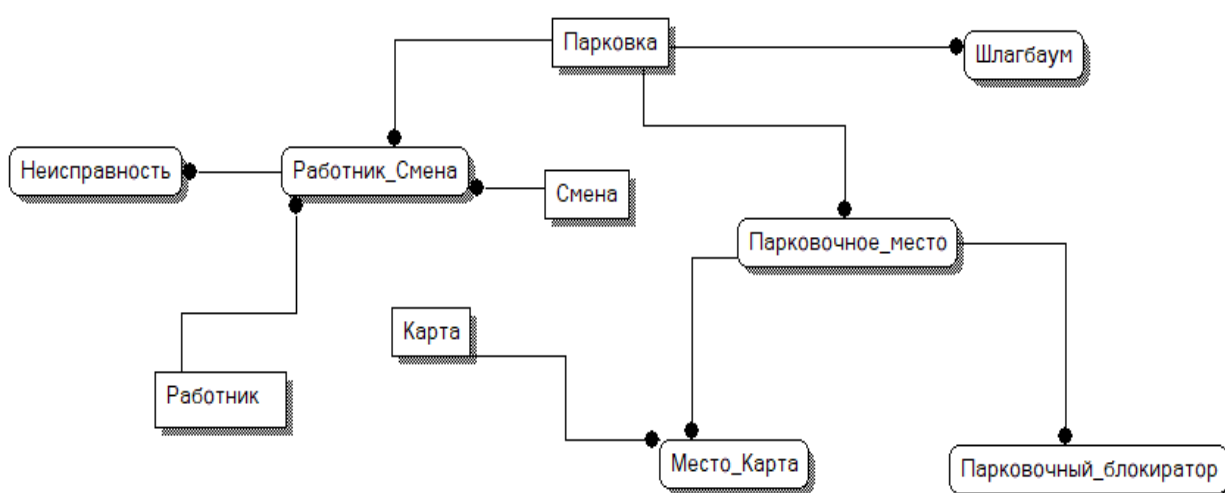 Парковка
Шлагбаум
Неисправность
Работник_Смена
Смена
Парковочное_место
Карта
Работник
Место_Карта
Парковочный_блокиратор